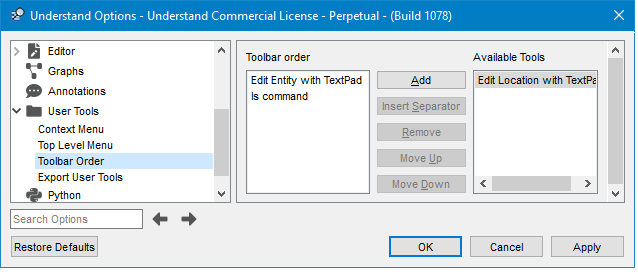 Understand Options - Understand Commercial License - Perpetual - (Build 1078)
Editor
Graphs
Annotations
User Tools
Context Menu
Top Level Menu
Toolbar Order
Export User Tools
Python
Search Options
Toolbar order
Edit Entity with TextPad
ls command
Add
Insert Separator
Remove
Move Up
Move Down
Available Tools
Edit Location with TextPa
Restore Defaults
OK
Cancel
Apply